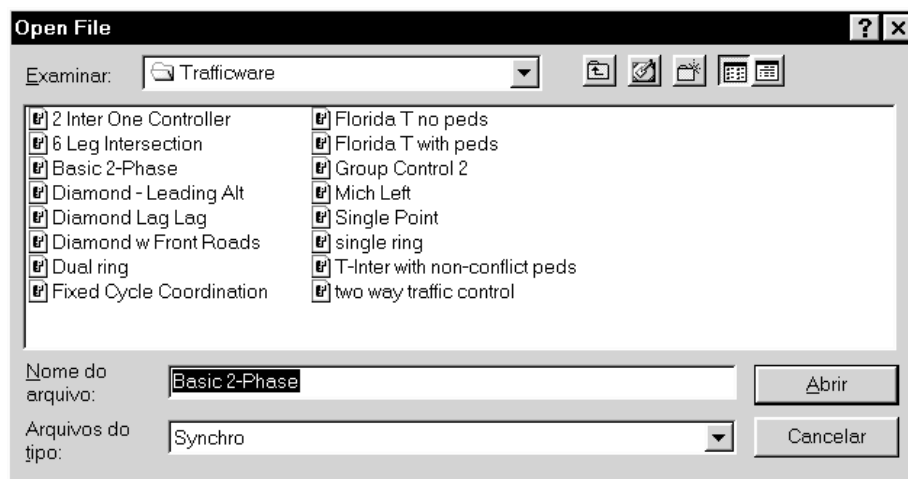 Open File
Examinar: Trafficware
2 Inter One Controller
6 Leg Intersection
Basic 2-Phase
Diamond - Leading Alt
Diamond Lag Lag
Diamond w Front Roads
Dual ring
Fixed Cycle Coordination
Florida T no peds
Florida T with peds
Group Control 2
Mich Left
Single Point
single ring
T-Inter with non-conflict peds
two way traffic control
Nome do
arquivo:
Basic 2-Phase
Abrir
Arquivos do
tipo:
Synchro
Cancelar